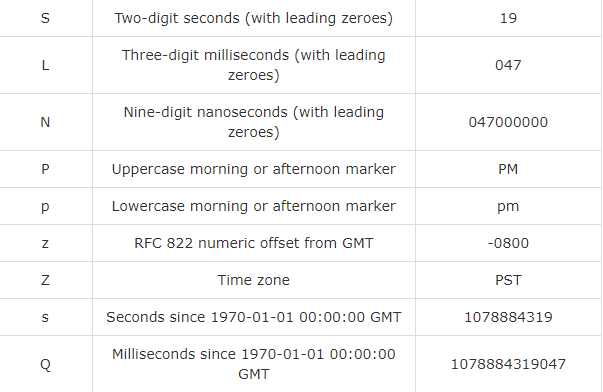 S Two-digit seconds (with leading zeroes) 19
L Three-digit milliseconds (with leading
zeroes) 047
N Nine-digit nanoseconds (with leading
zeroes) 047000000
P Uppercase morning or afternoon marker PM
p Lowercase morning or afternoon marker pm
z RFC 822 numeric offset from GMT -0800
Z Time zone PST
s Seconds since 1970-01-01 00:00:00 GMT 1078884319
Q Milliseconds since 1970-01-01 00:00:00
GMT 1078884319047